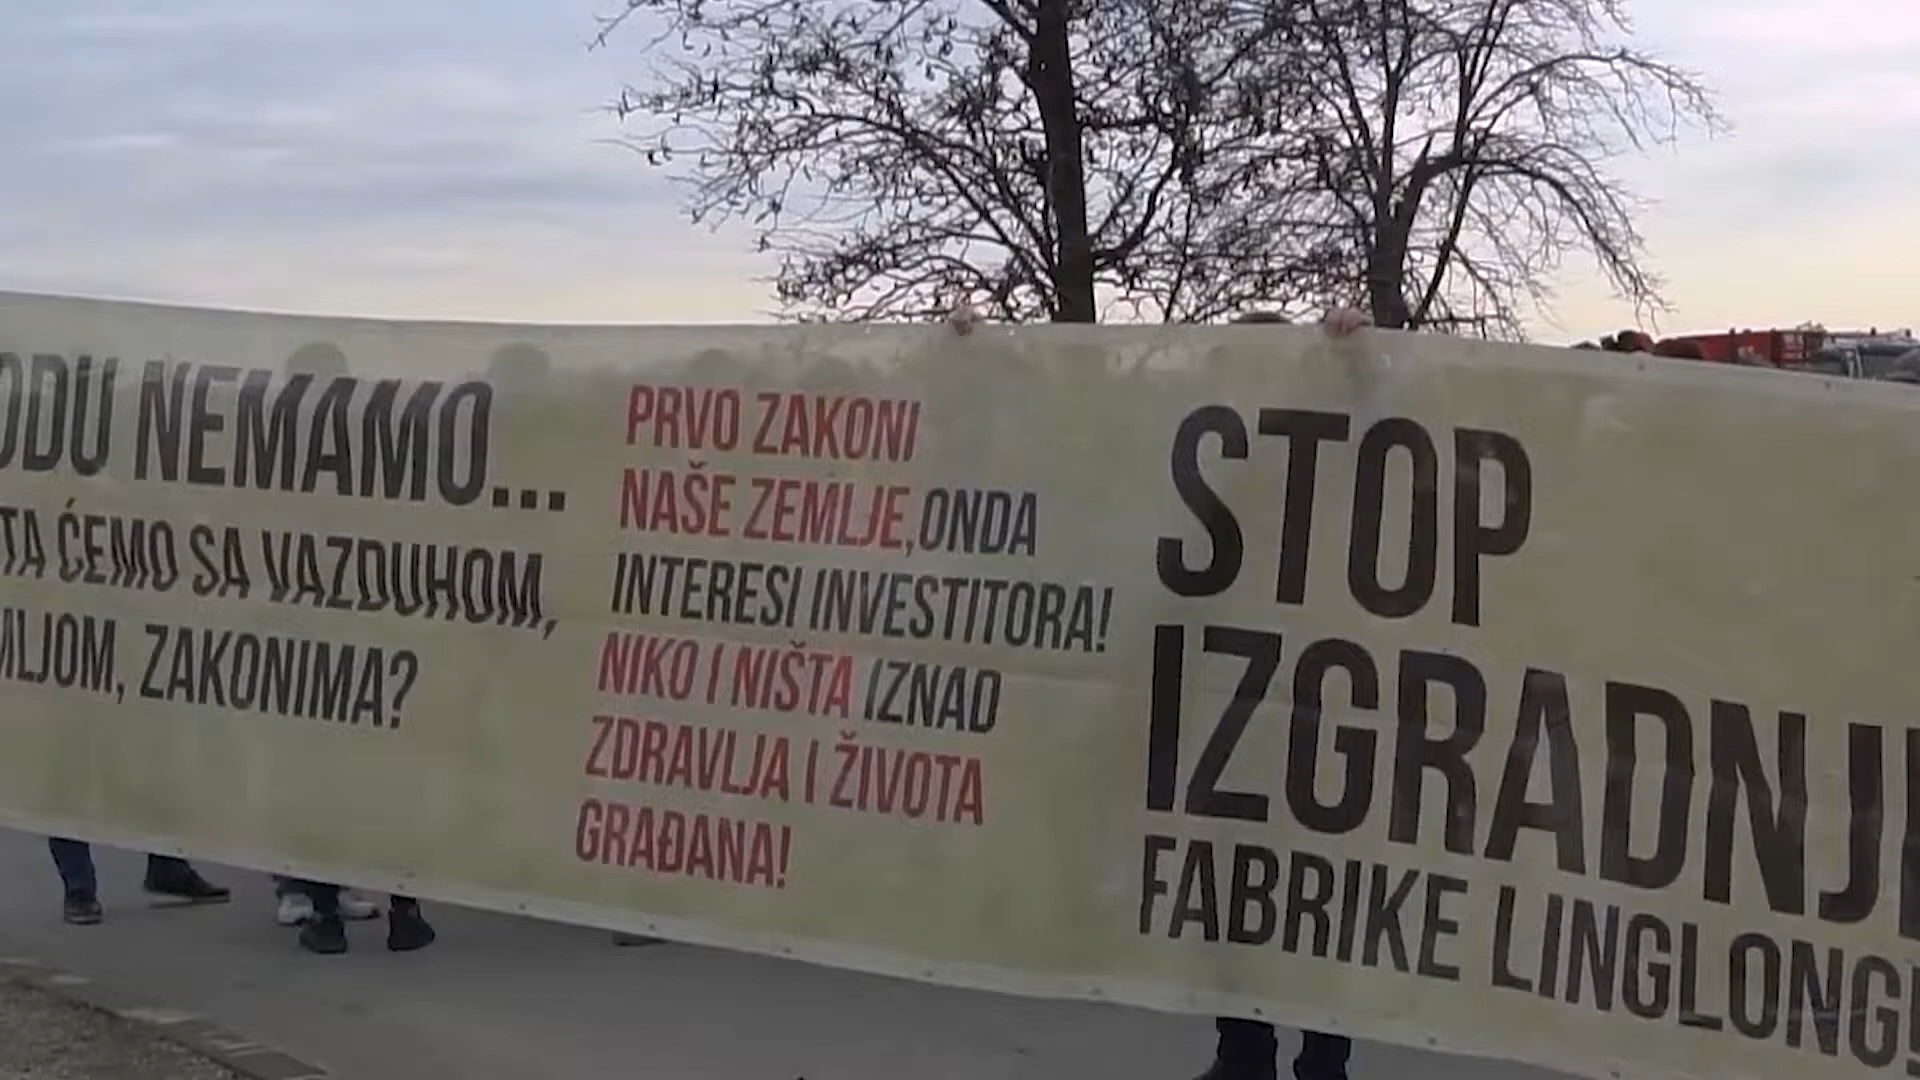 ODU NEMAMO...
TA ĆEMO SA VAZDUHOM,
MLJOM, ZAKONIMA?
PRVO ZAKONI
NAŠE ZEMLJE, ONDA
INTERESI INVESTITORA!
NIKO I NIŠTA IZNAD
ZDRAVLJA I ŽIVOTA
GRAĐANA!
STOP
IZGRADNJE
FABRIKE LINGLONG!